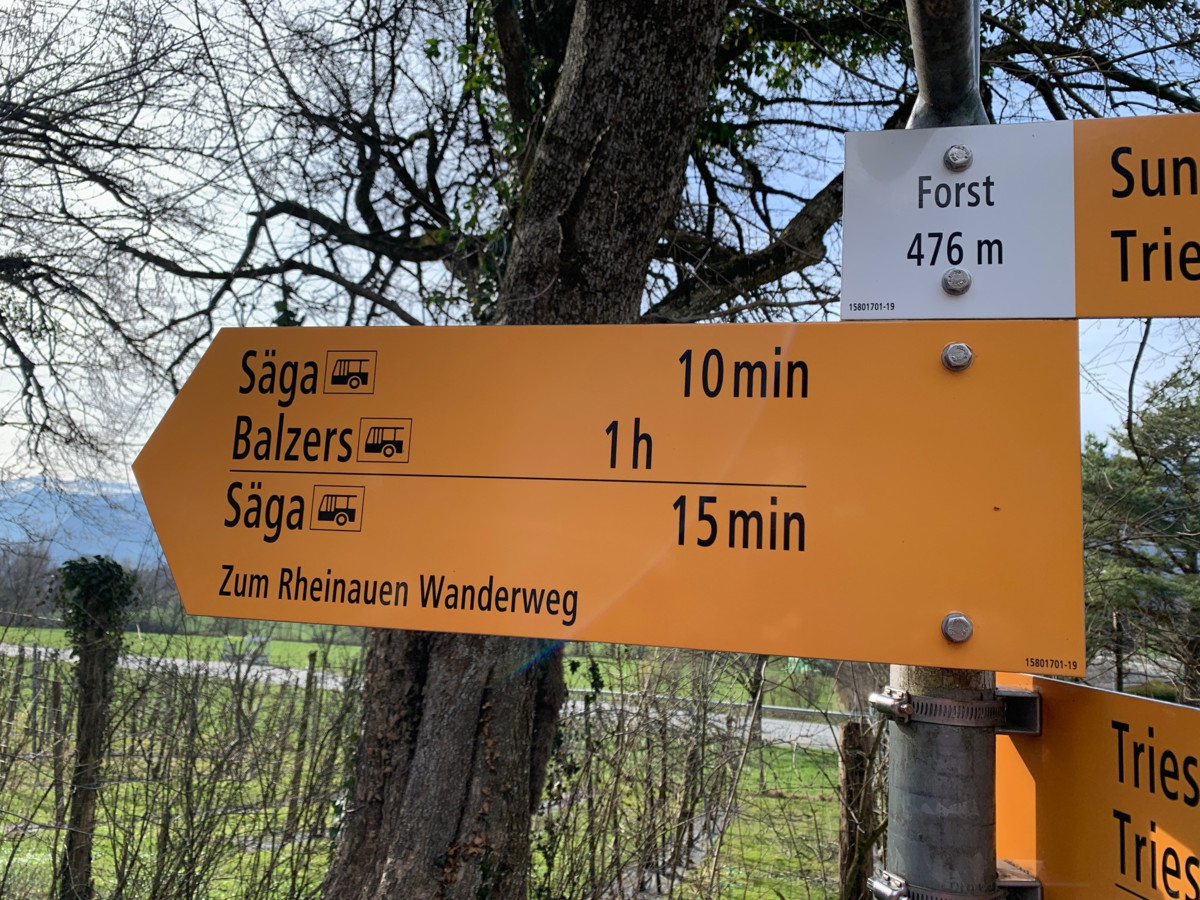 Forst
476 m
15801701-19
Säga 10 min
Balzers 1 h
Säga 15 min
Zum Rheinauen Wanderweg
15801701-19